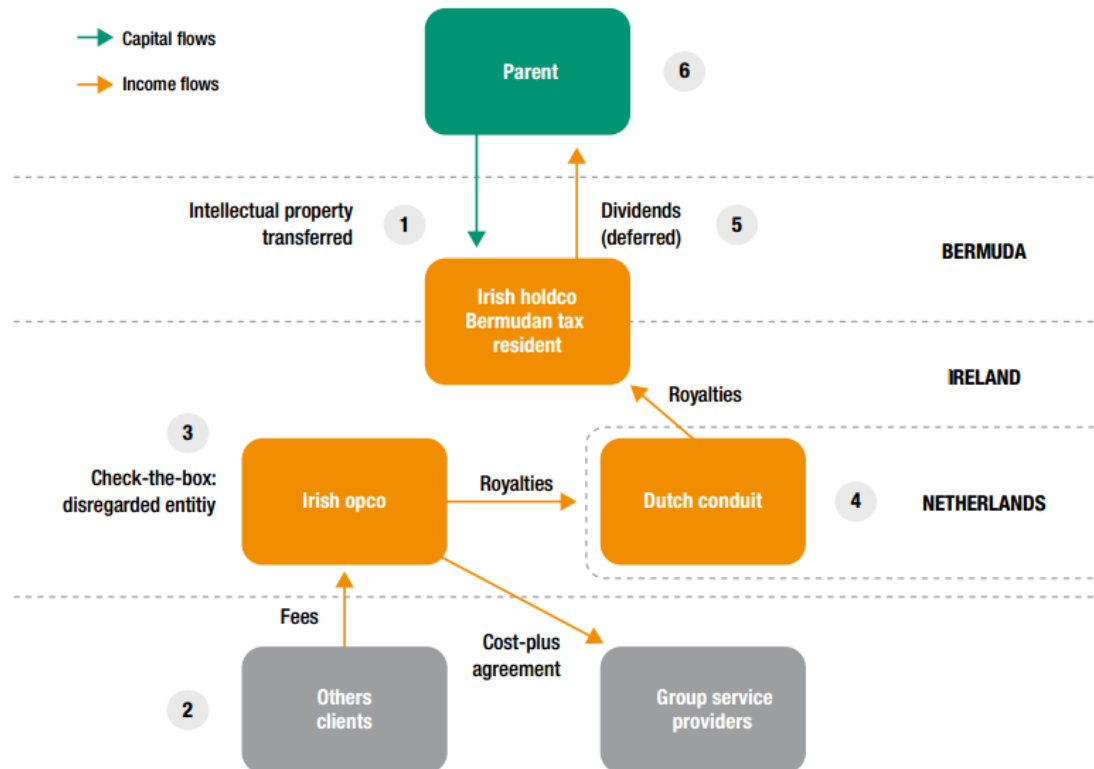 Capital flows
Income flows
Parent
6
Intellectual property
transferred
1
Dividends
(deferred)
5
BERMUDA
Irish holdco
Bermudan tax
resident
IRELAND
Royalties
3
Check-the-box:
disregarded entitiy
Irish opco
Royalties
Dutch conduit
4
NETHERLANDS
Fees
Cost-plus
agreement
2
Others
clients
Group service
providers